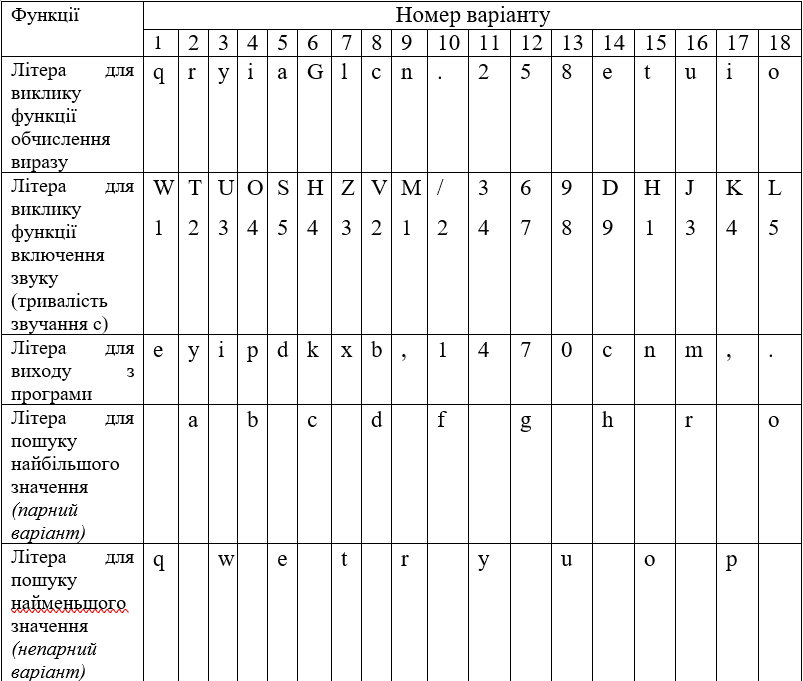 Функції Номер варіанту
1 2 3 4 5 6 7 8 9 10 11 12 13 14 15 16 17 18
Літера для q r y i a G l c n . 2 5 8 e t u i o
виклику
функції
обчислення
виразу
Літера для W T U O S H Z V M / 3 6 9 D H J K L
виклику
функції 1 2 3 4 5 4 3 2 1 2 4 7 8 9 1 3 4 5
включення
звуку
(тривалість
звучання с)
Літера для e y i p d k x b , 1 4 7 0 c n m , .
виходу з
програми
Літера для a b c d f g h r o
пошуку
найбільшого
значення
(парний
варіант)
Літера для q w e t r y u o p
пошуку
найменьшого
значення
(непарний
варіант)